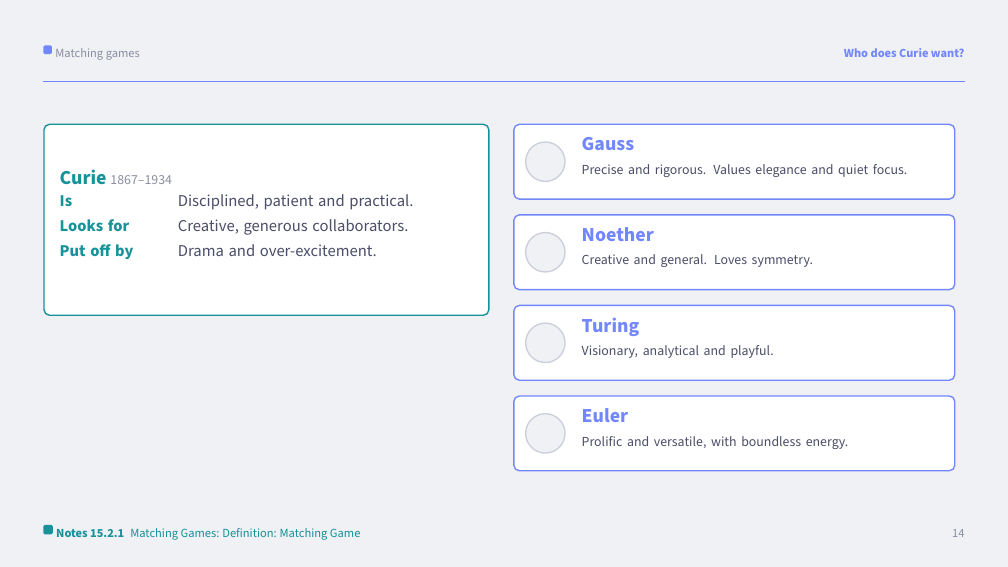 Matching games
Who does Curie want?
Curie 1867–1934
Is Disciplined, patient and practical.
Looks for Creative, generous collaborators.
Put off by Drama and over-excitement.
Gauss
Precise and rigorous. Values elegance and quiet focus.
Noether
Creative and general. Loves symmetry.
Turing
Visionary, analytical and playful.
Euler
Prolific and versatile, with boundless energy.
Notes 15.2.1 Matching Games: Definition: Matching Game
14